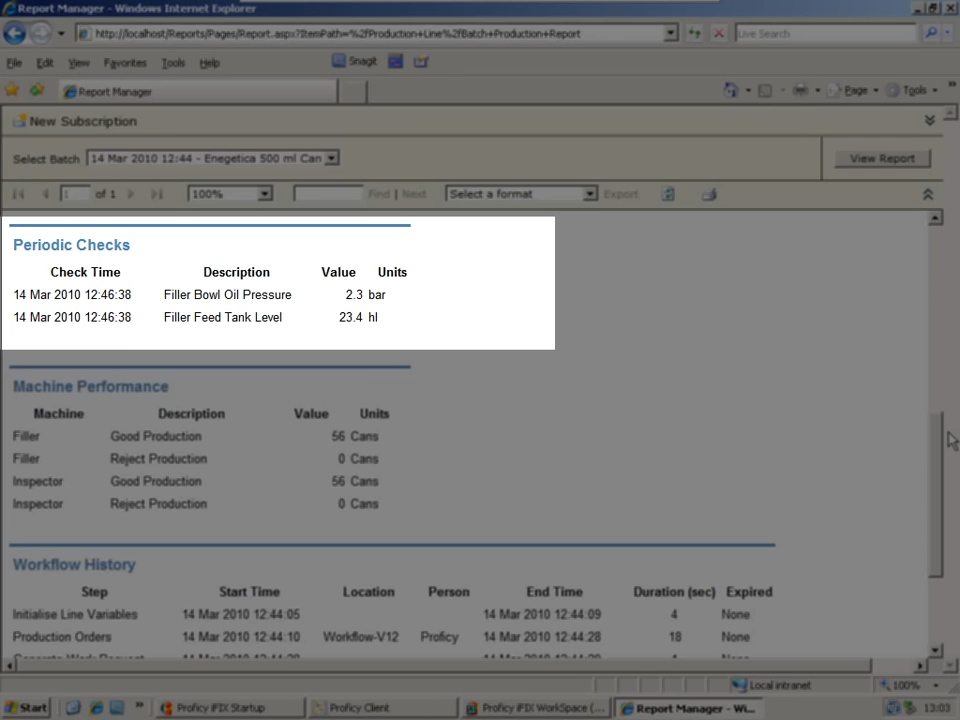 Report Manager - Windows Internet Explorer
http://localhost/Reports/Pages/Report.aspx?ItemPath=%2fProduction+Line%2fBatch+Production+Report
Live Search
File Edit View Favorites Tools Help Snagit
Report Manager Page Tools
New Subscription
Select Batch 14 Mar 2010 12:44 - Enegetica 500 ml Can View Report
1 of 1 100% Find | Next Select a format Export
Periodic Checks
Check Time Description Value Units
14 Mar 2010 12:46:38 Filler Bowl Oil Pressure 2.3 bar
14 Mar 2010 12:46:38 Filler Feed Tank Level 23.4 hl
Machine Performance
Machine Description Value Units
Filler Good Production 56 Cans
Filler Reject Production 0 Cans
Inspector Good Production 56 Cans
Inspector Reject Production 0 Cans
Workflow History
Step Start Time Location Person End Time Duration (sec) Expired
Initialise Line Variables 14 Mar 2010 12:44:05 14 Mar 2010 12:44:09 4 None
Production Orders 14 Mar 2010 12:44:10 Workflow-V12 Proficy 14 Mar 2010 12:44:28 18 None
Local intranet 100%
Start Proficy iFIX Startup Proficy Client Proficy iFIX WorkSpace (... Report Manager - Wi... 13:03